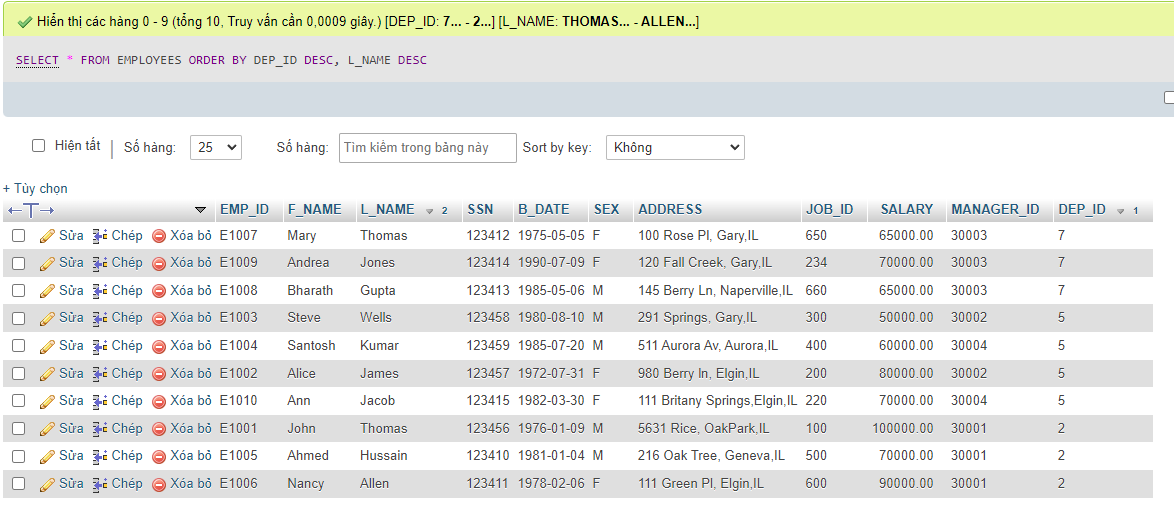 Hiển thị các hàng 0 - 9 (tổng 10, Truy vấn cần 0,0009 giây.) [DEP_ID: 7... - 2...] [L_NAME: THOMAS... - ALLEN...]
SELECT * FROM EMPLOYEES ORDER BY DEP_ID DESC, L_NAME DESC
Hiện tất | Số hàng: 25 Số hàng: Tìm kiếm trong bảng này Sort by key: Không
+ Tùy chọn
←T→ EMP_ID F_NAME L_NAME 2 SSN B_DATE SEX ADDRESS JOB_ID SALARY MANAGER_ID DEP_ID 1
Sửa Chép Xóa bỏ E1007 Mary Thomas 123412 1975-05-05 F 100 Rose Pl, Gary,IL 650 65000.00 30003 7
Sửa Chép Xóa bỏ E1009 Andrea Jones 123414 1990-07-09 F 120 Fall Creek, Gary,IL 234 70000.00 30003 7
Sửa Chép Xóa bỏ E1008 Bharath Gupta 123413 1985-05-06 M 145 Berry Ln, Naperville,IL 660 65000.00 30003 7
Sửa Chép Xóa bỏ E1003 Steve Wells 123458 1980-08-10 M 291 Springs, Gary,IL 300 50000.00 30002 5
Sửa Chép Xóa bỏ E1004 Santosh Kumar 123459 1985-07-20 M 511 Aurora Av, Aurora,IL 400 60000.00 30004 5
Sửa Chép Xóa bỏ E1002 Alice James 123457 1972-07-31 F 980 Berry ln, Elgin,IL 200 80000.00 30002 5
Sửa Chép Xóa bỏ E1010 Ann Jacob 123415 1982-03-30 F 111 Britany Springs,Elgin,IL 220 70000.00 30004 5
Sửa Chép Xóa bỏ E1001 John Thomas 123456 1976-01-09 M 5631 Rice, OakPark,IL 100 100000.00 30001 2
Sửa Chép Xóa bỏ E1005 Ahmed Hussain 123410 1981-01-04 M 216 Oak Tree, Geneva,IL 500 70000.00 30001 2
Sửa Chép Xóa bỏ E1006 Nancy Allen 123411 1978-02-06 F 111 Green Pl, Elgin,IL 600 90000.00 30001 2